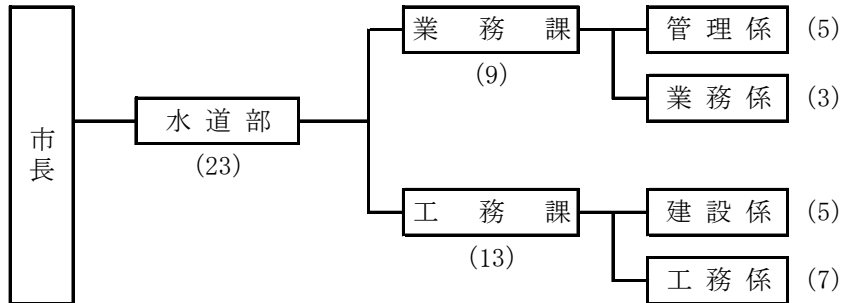 市長
水道部
(23)
業務課
(9)
管理係 (5)
業務係 (3)
工務課
(13)
建設係 (5)
工務係 (7)